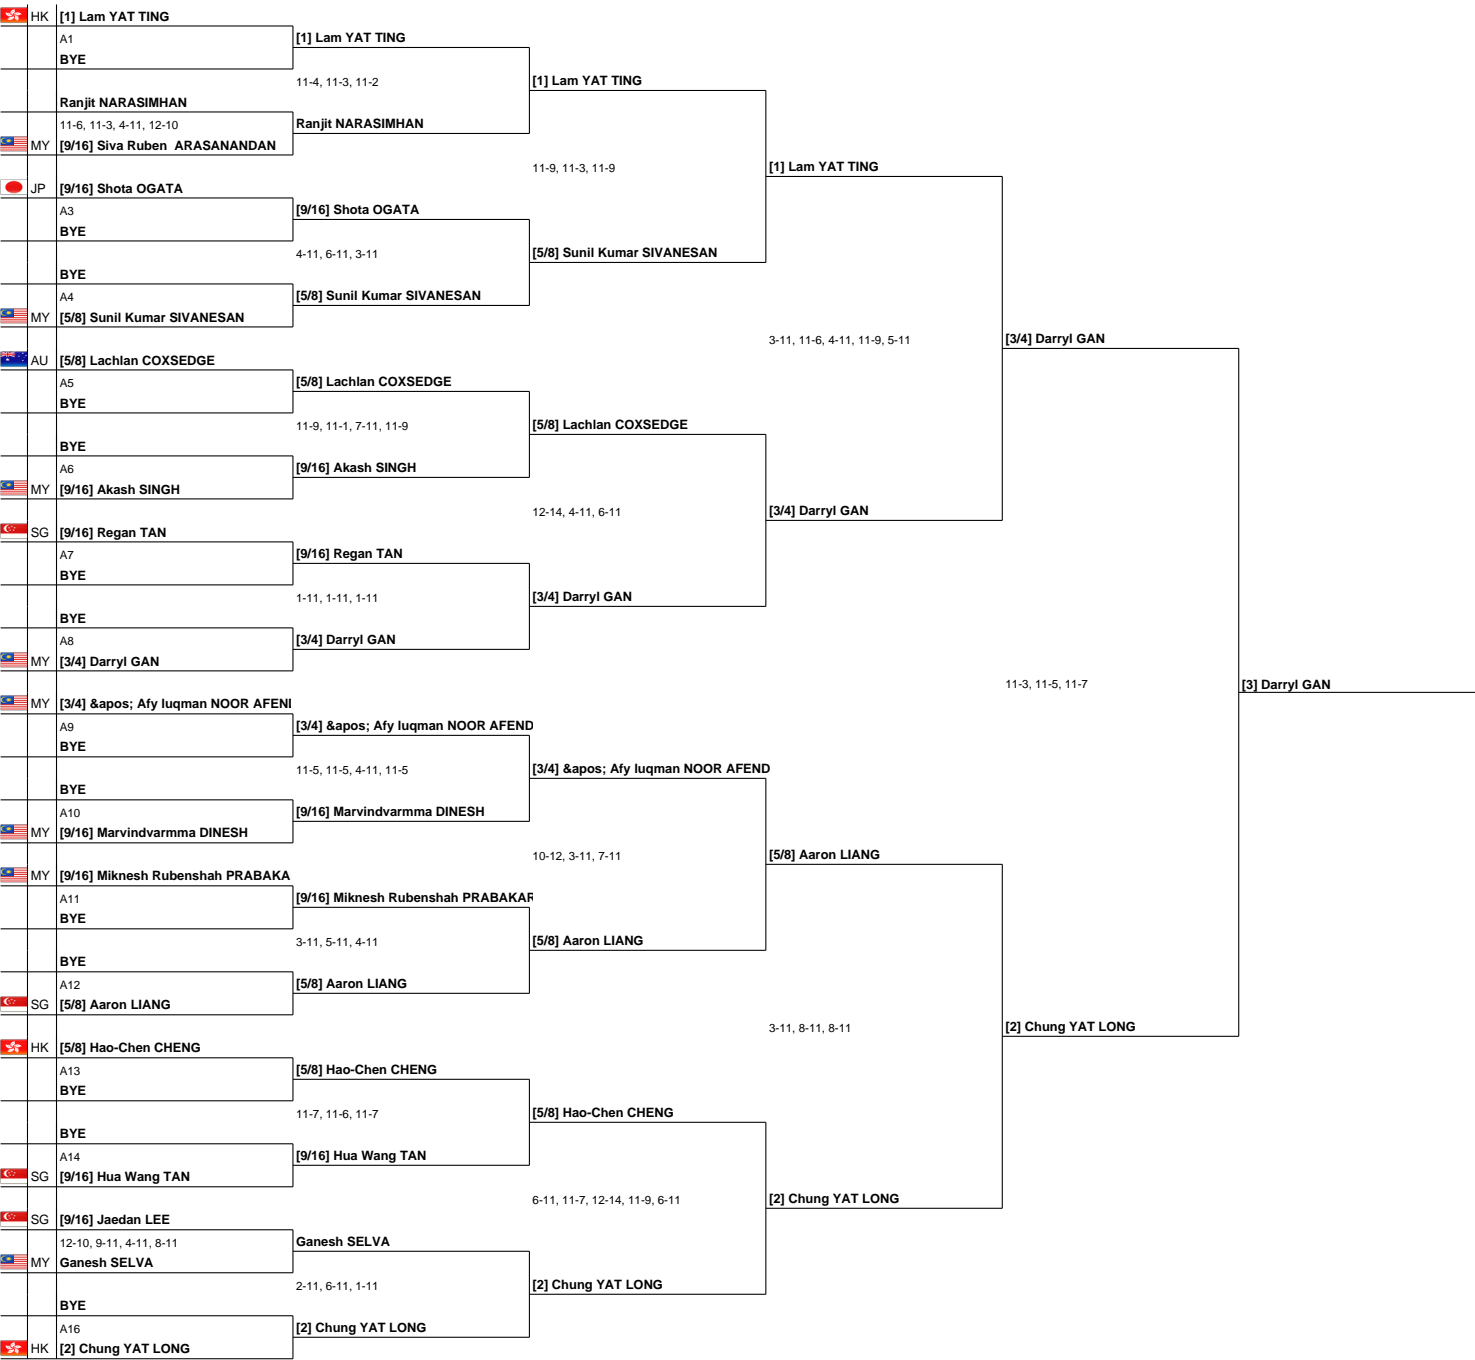 HK [1] Lam YAT TING
A1
BYE
[1] Lam YAT TING
11-4, 11-3, 11-2
[1] Lam YAT TING
Ranjit NARASIMHAN
11-6, 11-3, 4-11, 12-10
Ranjit NARASIMHAN
MY [9/16] Siva Ruben ARASANANDAN
11-9, 11-3, 11-9
[1] Lam YAT TING
JP [9/16] Shota OGATA
A3
BYE
[9/16] Shota OGATA
4-11, 6-11, 3-11
[5/8] Sunil Kumar SIVANESAN
BYE
A4
[5/8] Sunil Kumar SIVANESAN
MY [5/8] Sunil Kumar SIVANESAN
3-11, 11-6, 4-11, 11-9, 5-11
[3/4] Darryl GAN
AU [5/8] Lachlan COXSEDGE
A5
BYE
[5/8] Lachlan COXSEDGE
11-9, 11-1, 7-11, 11-9
[5/8] Lachlan COXSEDGE
BYE
A6
[9/16] Akash SINGH
MY [9/16] Akash SINGH
12-14, 4-11, 6-11
[3/4] Darryl GAN
SG [9/16] Regan TAN
A7
BYE
[9/16] Regan TAN
1-11, 1-11, 1-11
[3/4] Darryl GAN
BYE
A8
[3/4] Darryl GAN
MY [3/4] Darryl GAN
11-3, 11-5, 11-7
[3] Darryl GAN
MY [3/4] &apos; Afy luqman NOOR AFENI
A9
BYE
[3/4] &apos; Afy luqman NOOR AFEND
11-5, 11-5, 4-11, 11-5
[3/4] &apos; Afy luqman NOOR AFEND
BYE
A10
[9/16] Marvindvarmma DINESH
MY [9/16] Marvindvarmma DINESH
10-12, 3-11, 7-11
[5/8] Aaron LIANG
MY [9/16] Miknesh Rubenshah PRABAKA
A11
BYE
[9/16] Miknesh Rubenshah PRABAKAR
3-11, 5-11, 4-11
[5/8] Aaron LIANG
BYE
A12
[5/8] Aaron LIANG
SG [5/8] Aaron LIANG
3-11, 8-11, 8-11
[2] Chung YAT LONG
HK [5/8] Hao-Chen CHENG
A13
BYE
[5/8] Hao-Chen CHENG
11-7, 11-6, 11-7
[5/8] Hao-Chen CHENG
BYE
A14
[9/16] Hua Wang TAN
SG [9/16] Hua Wang TAN
6-11, 11-7, 12-14, 11-9, 6-11
[2] Chung YAT LONG
SG [9/16] Jaedan LEE
12-10, 9-11, 4-11, 8-11
Ganesh SELVA
MY Ganesh SELVA
2-11, 6-11, 1-11
[2] Chung YAT LONG
BYE
A16
[2] Chung YAT LONG
HK [2] Chung YAT LONG